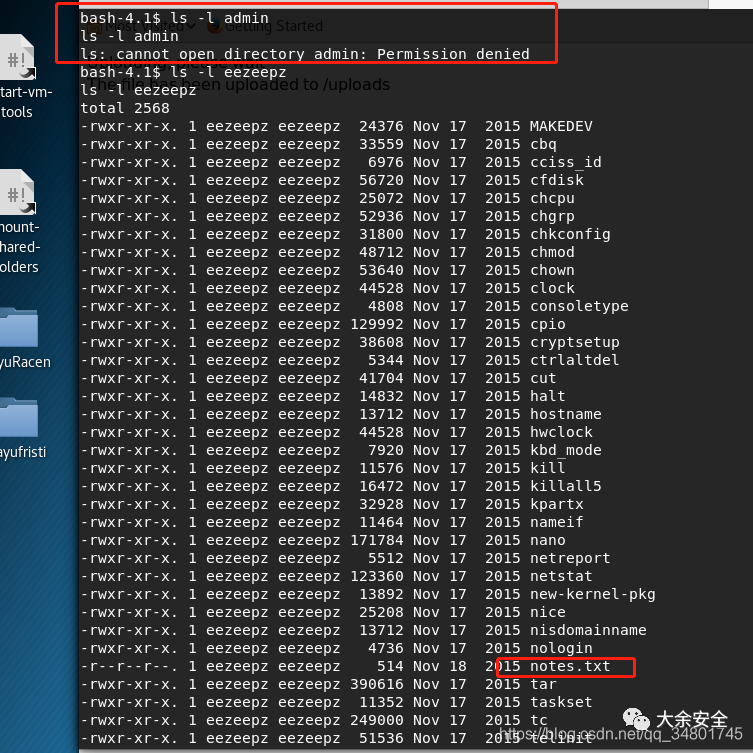 bash-4.1$ ls -l admin
Most Visited Getting Started
ls -l admin
ls: cannot open directory admin: Permission denied
bash-4.1$ ls -l eezeepz
The file has been uploaded to /uploads
ls -l eezeepz
total 2568
-rwxr-xr-x. 1 eezeepz eezeepz  24376 Nov 17  2015 MAKEDEV
-rwxr-xr-x. 1 eezeepz eezeepz  33559 Nov 17  2015 cbq
-rwxr-xr-x. 1 eezeepz eezeepz   6976 Nov 17  2015 cciss_id
-rwxr-xr-x. 1 eezeepz eezeepz  56720 Nov 17  2015 cfdisk
-rwxr-xr-x. 1 eezeepz eezeepz  25072 Nov 17  2015 chcpu
-rwxr-xr-x. 1 eezeepz eezeepz  52936 Nov 17  2015 chgrp
-rwxr-xr-x. 1 eezeepz eezeepz  31800 Nov 17  2015 chkconfig
-rwxr-xr-x. 1 eezeepz eezeepz  48712 Nov 17  2015 chmod
-rwxr-xr-x. 1 eezeepz eezeepz  53640 Nov 17  2015 chown
-rwxr-xr-x. 1 eezeepz eezeepz  44528 Nov 17  2015 clock
-rwxr-xr-x. 1 eezeepz eezeepz   4808 Nov 17  2015 consoletype
-rwxr-xr-x. 1 eezeepz eezeepz 129992 Nov 17  2015 cpio
-rwxr-xr-x. 1 eezeepz eezeepz  38608 Nov 17  2015 cryptsetup
-rwxr-xr-x. 1 eezeepz eezeepz   5344 Nov 17  2015 ctrlaltdel
-rwxr-xr-x. 1 eezeepz eezeepz  41704 Nov 17  2015 cut
-rwxr-xr-x. 1 eezeepz eezeepz  14832 Nov 17  2015 halt
-rwxr-xr-x. 1 eezeepz eezeepz  13712 Nov 17  2015 hostname
-rwxr-xr-x. 1 eezeepz eezeepz  44528 Nov 17  2015 hwclock
-rwxr-xr-x. 1 eezeepz eezeepz   7920 Nov 17  2015 kbd_mode
-rwxr-xr-x. 1 eezeepz eezeepz  11576 Nov 17  2015 kill
-rwxr-xr-x. 1 eezeepz eezeepz  16472 Nov 17  2015 killall5
-rwxr-xr-x. 1 eezeepz eezeepz  32928 Nov 17  2015 kpartx
-rwxr-xr-x. 1 eezeepz eezeepz  11464 Nov 17  2015 nameif
-rwxr-xr-x. 1 eezeepz eezeepz 171784 Nov 17  2015 nano
-rwxr-xr-x. 1 eezeepz eezeepz   5512 Nov 17  2015 netreport
-rwxr-xr-x. 1 eezeepz eezeepz 123360 Nov 17  2015 netstat
-rwxr-xr-x. 1 eezeepz eezeepz  13892 Nov 17  2015 new-kernel-pkg
-rwxr-xr-x. 1 eezeepz eezeepz  25208 Nov 17  2015 nice
-rwxr-xr-x. 1 eezeepz eezeepz  13712 Nov 17  2015 nisdomainname
-rwxr-xr-x. 1 eezeepz eezeepz   4736 Nov 17  2015 nologin
-r--r--r--. 1 eezeepz eezeepz    514 Nov 18  2015 notes.txt
-rwxr-xr-x. 1 eezeepz eezeepz 390616 Nov 17  2015 tar
-rwxr-xr-x. 1 eezeepz eezeepz  11352 Nov 17  2015 taskset
-rwxr-xr-x. 1 eezeepz eezeepz 249000 Nov 17  2015 tc
-rwxr-xr-x. 1 eezeepz eezeepz  51536 Nov 17  2015 telinit
#!
tart-vm-
tools
#!
mount-
hared-
olders
yuRacen
ayufristi
大余安全
https://blog.csdn.net/qq_34801745